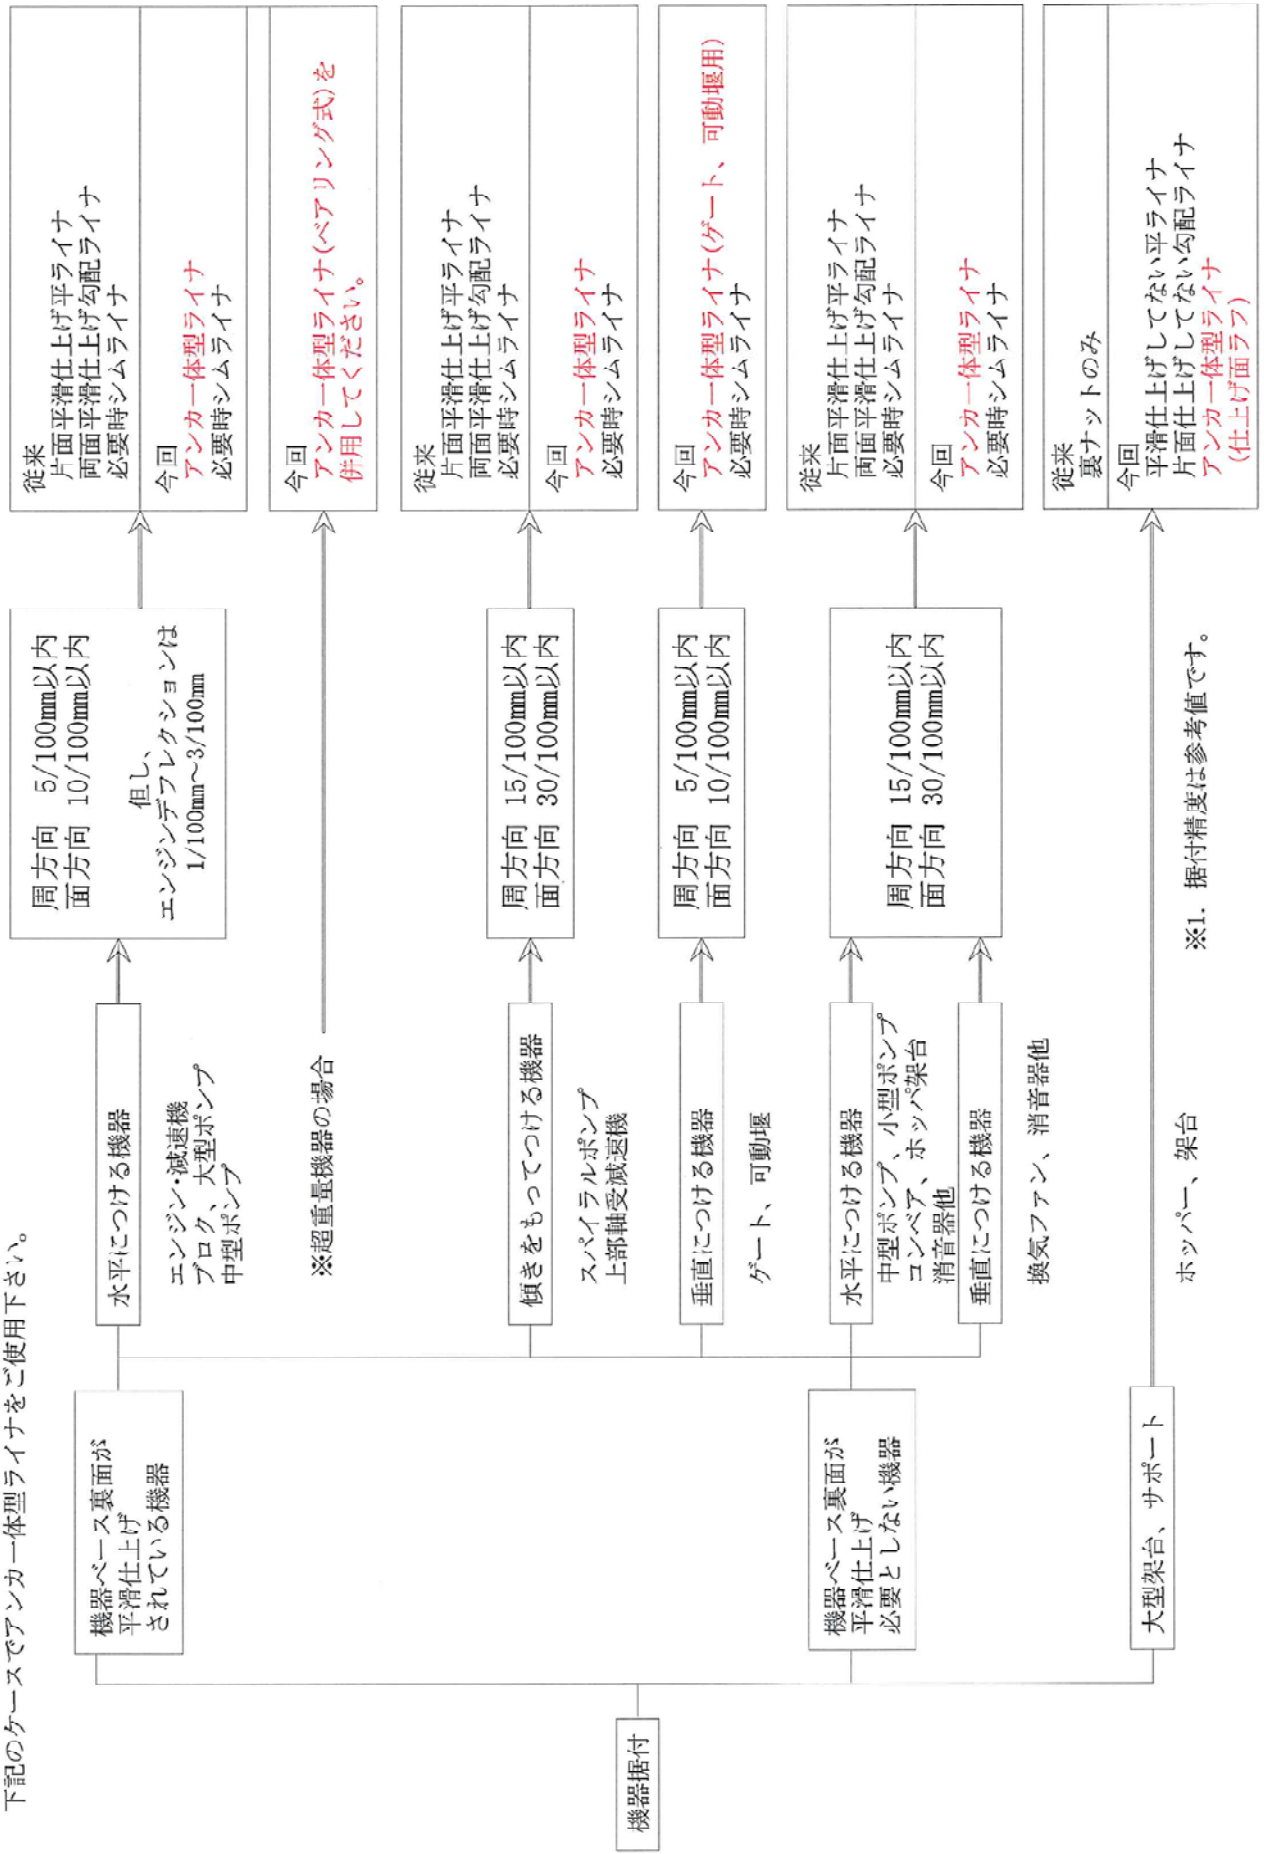 下記のケースでアンカー体型ライナをご使用下さい。
機器据付
機器ベース裏面が
平滑仕上げ
されている機器
水平につける機器
エンジン・減速機
ブロク、大型ポンプ
中型ポンプ
周方向 5/100mm以内
面方向 10/100mm以内
但し、
エンジンデフレクションは
1/100mm～3/100mm
従来
片面平滑仕上げ平ライナ
両面平滑仕上げ勾配ライナ
必要時シムライナ
今回
アンカー体型ライナ
必要時シムライナ
※超重量機器の場合
今回
アンカー体型ライナ(ベアリング式)を
併用してください。
傾きをもってつける機器
スパイラルポンプ
上部軸受減速機
周方向 15/100mm以内
面方向 30/100mm以内
従来
片面平滑仕上げ平ライナ
両面平滑仕上げ勾配ライナ
必要時シムライナ
今回
アンカー体型ライナ
必要時シムライナ
垂直につける機器
ゲート、可動堰
周方向 5/100mm以内
面方向 10/100mm以内
今回
アンカー体型ライナ(ゲート、可動堰用)
必要時シムライナ
機器ベース裏面が
平滑仕上げ
必要としない機器
水平につける機器
中型ポンプ、小型ポンプ
コンベア、ホッパ架台
消音器他
垂直につける機器
換気ファン、消音器他
周方向 15/100mm以内
面方向 30/100mm以内
従来
片面平滑仕上げ平ライナ
両面平滑仕上げ勾配ライナ
必要時シムライナ
今回
アンカー体型ライナ
必要時シムライナ
大型架台、サポート
ホッパー、架台
従来
裏ナットのみ
今回
平滑仕上げしてない平ライナ
片面仕上げしてない勾配ライナ
アンカー体型ライナ
(仕上げ面ラフ)
※1. 据付精度は参考値です。